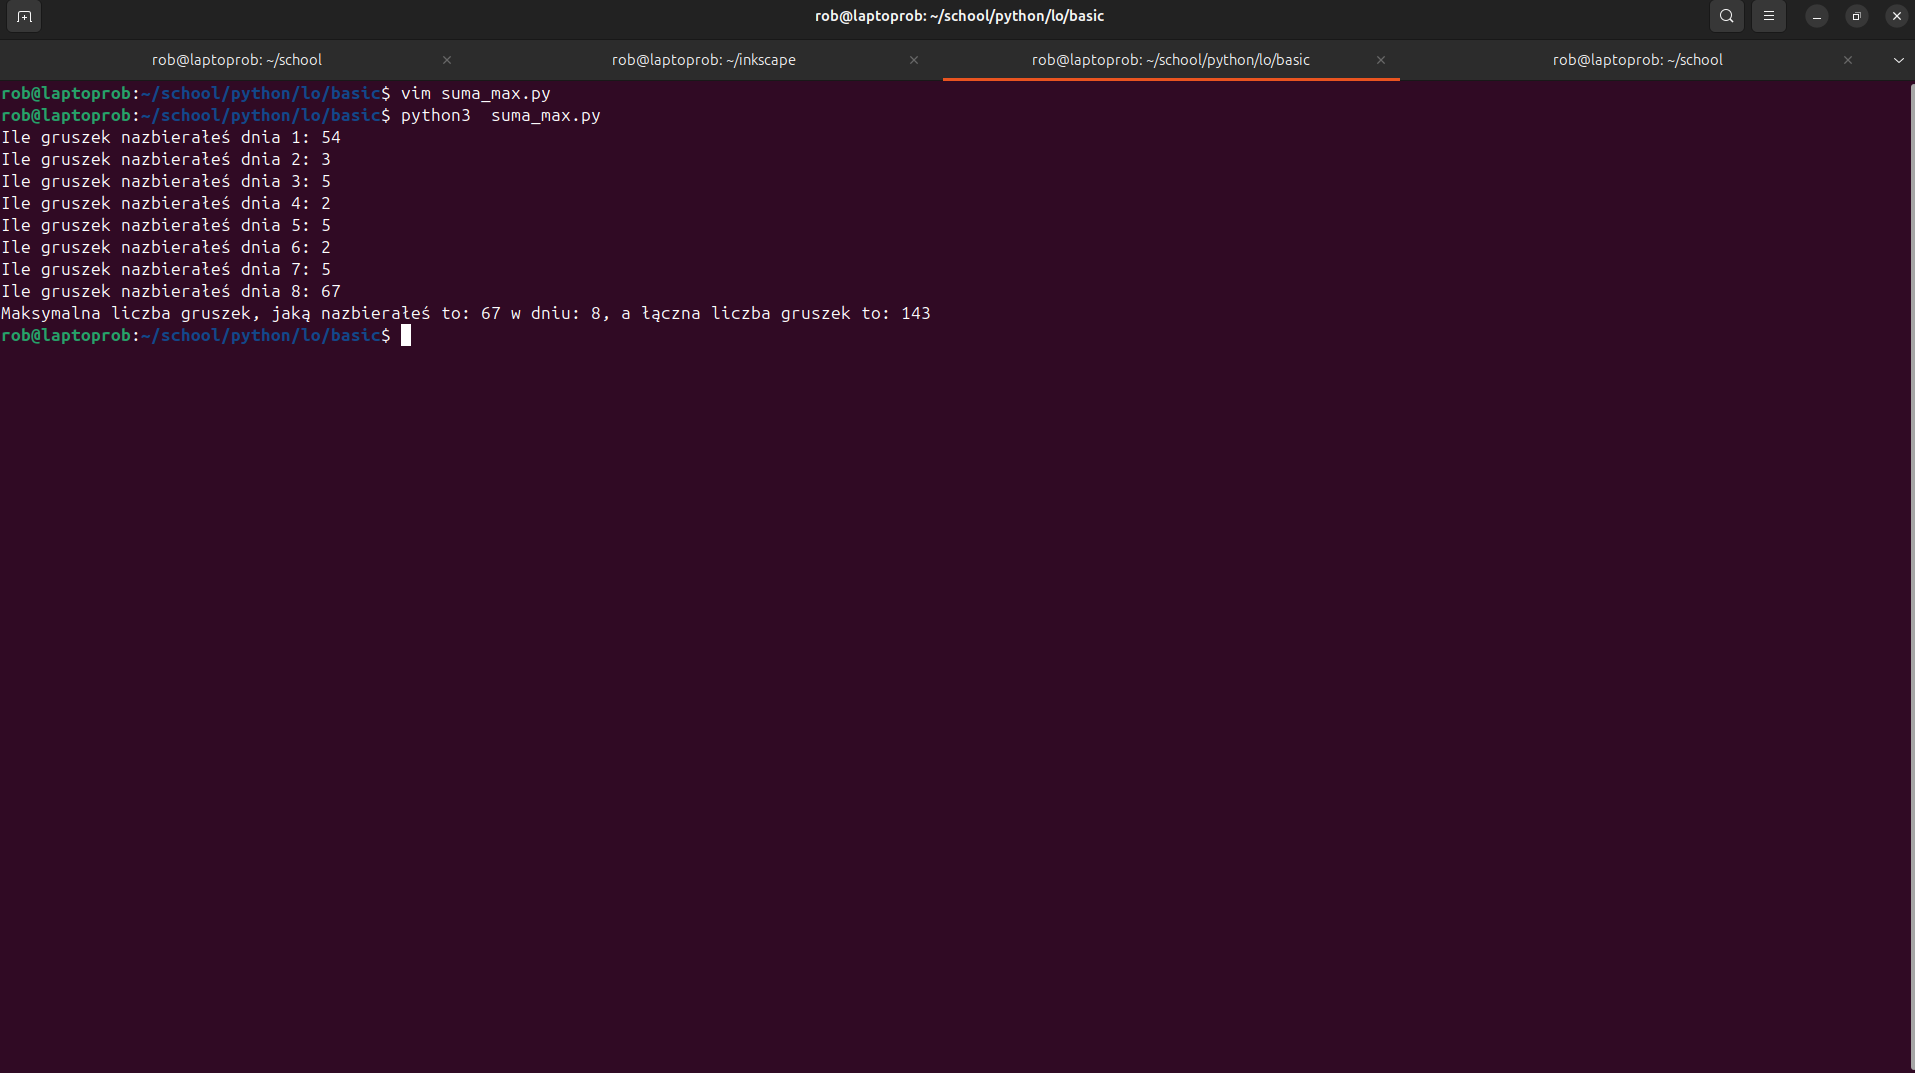 rob@laptoprob: ~/school/python/lo/basic
rob@laptoprob: ~/school
rob@laptoprob: ~/inkscape
rob@laptoprob: ~/school/python/lo/basic
rob@laptoprob: ~/school
rob@laptoprob:~/school/python/lo/basic$ vim suma_max.py
rob@laptoprob:~/school/python/lo/basic$ python3  suma_max.py
Ile gruszek nazbierałeś dnia 1: 54
Ile gruszek nazbierałeś dnia 2: 3
Ile gruszek nazbierałeś dnia 3: 5
Ile gruszek nazbierałeś dnia 4: 2
Ile gruszek nazbierałeś dnia 5: 5
Ile gruszek nazbierałeś dnia 6: 2
Ile gruszek nazbierałeś dnia 7: 5
Ile gruszek nazbierałeś dnia 8: 67
Maksymalna liczba gruszek, jaką nazbierałeś to: 67 w dniu: 8, a łączna liczba gruszek to: 143
rob@laptoprob:~/school/python/lo/basic$